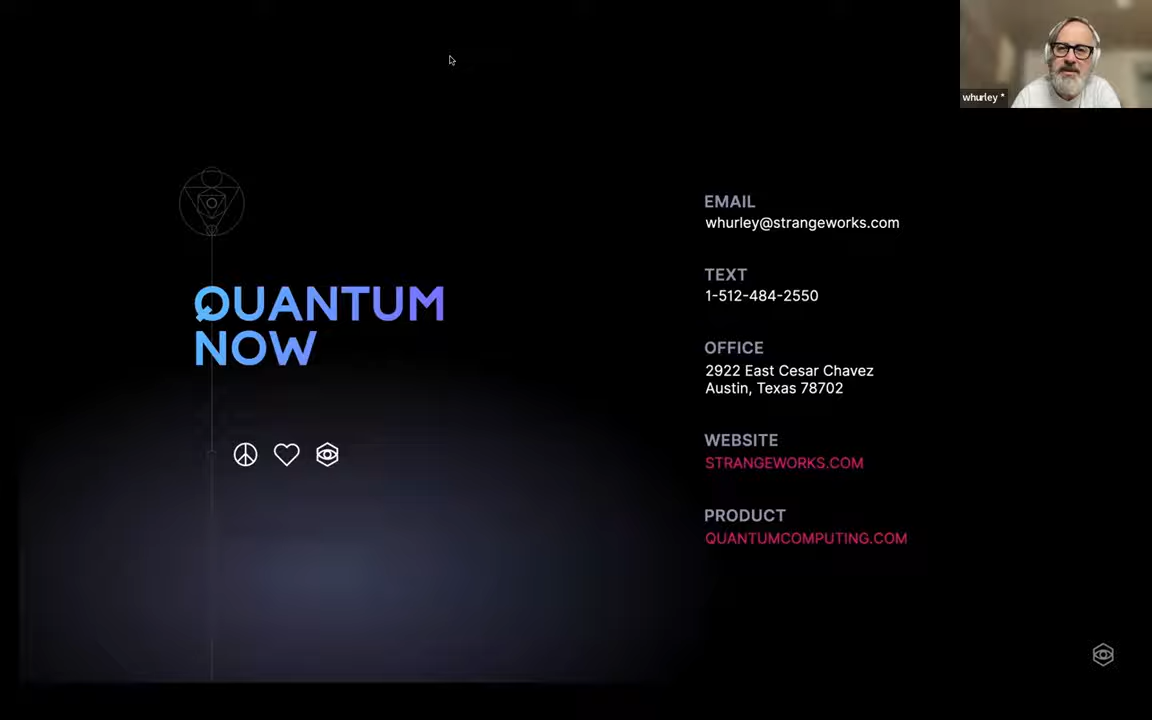 whurley *
QUANTUM
NOW
EMAIL
whurley@strangeworks.com
TEXT
1-512-484-2550
OFFICE
2922 East Cesar Chavez
Austin, Texas 78702
WEBSITE
STRANGEWORKS.COM
PRODUCT
QUANTUMCOMPUTING.COM